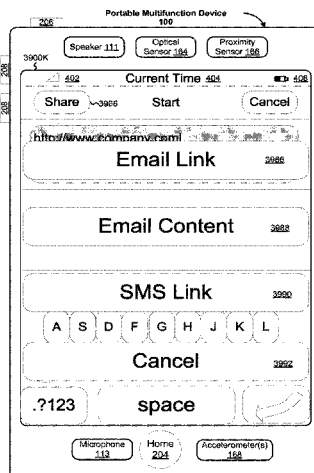 Portable Multifunction Device
100
206
Speaker 111
Optical
Sensor 164
Proximity
Sensor 166
3900K
208
208
402
Current Time 404
406
Share
3966
Start
Cancel
http://www.company.com/
Email Link 3986
Email Content 3988
SMS Link 3990
A S D F G H J K L
Cancel 3992
.?123
space
Microphone
113
Home
204
Accelerometer(s)
168